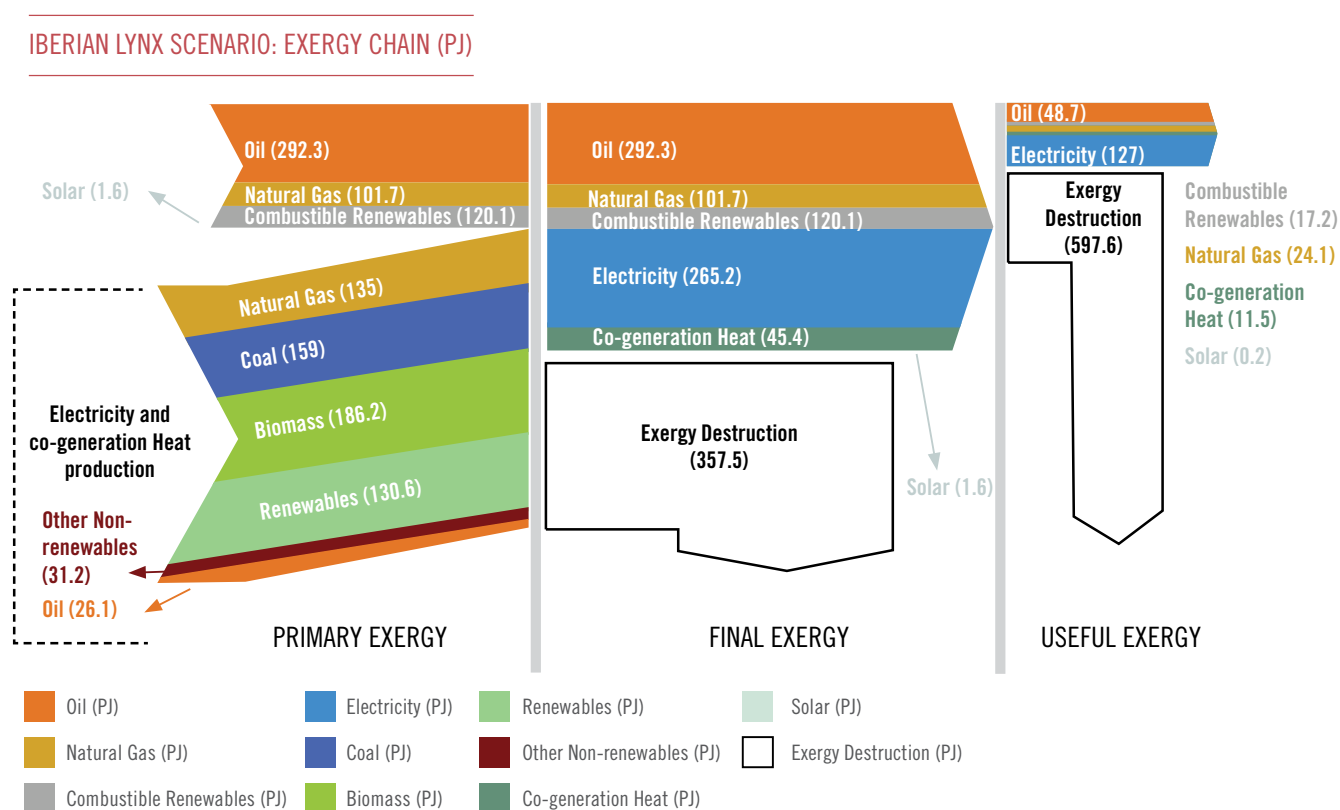 IBERIAN LYNX SCENARIO: EXERGY CHAIN (PJ)
Oil (292.3)
Solar (1.6)
Natural Gas (101.7)
Combustible Renewables (120.1)
Natural Gas (135)
Coal (159)
Biomass (186.2)
Renewables (130.6)
Electricity and
co-generation Heat
production
Other Non-
renewables
(31.2)
Oil (26.1)
PRIMARY EXERGY
Oil (292.3)
Natural Gas (101.7)
Combustible Renewables (120.1)
Electricity (265.2)
Co-generation Heat (45.4)
Exergy Destruction
(357.5)
Solar (1.6)
FINAL EXERGY
Oil (48.7)
Electricity (127)
Exergy
Destruction
(597.6)
Combustible
Renewables (17.2)
Natural Gas (24.1)
Co-generation
Heat (11.5)
Solar (0.2)
USEFUL EXERGY
Oil (PJ)
Electricity (PJ)
Renewables (PJ)
Solar (PJ)
Natural Gas (PJ)
Coal (PJ)
Other Non-renewables (PJ)
Exergy Destruction (PJ)
Combustible Renewables (PJ)
Biomass (PJ)
Co-generation Heat (PJ)